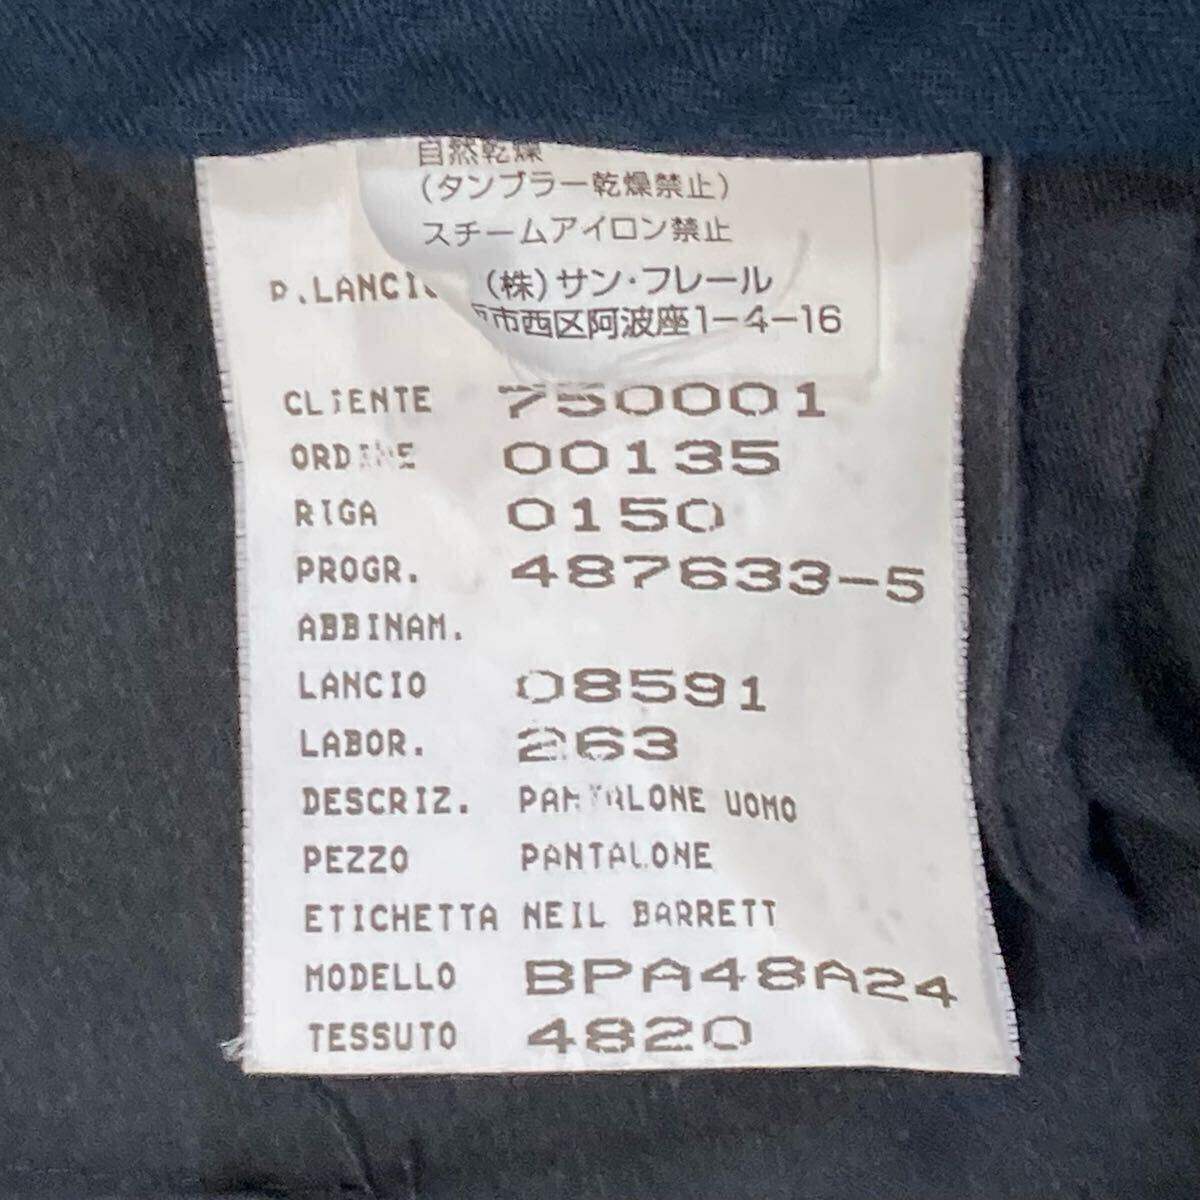 自然乾燥
(タンブラー乾燥禁止)
スチームアイロン禁止
(株)サン・フレール
市西区阿波座1-4-16
P.LANCIO
CLIENTE 750001
ORDINE 00135
RIGA 0150
PROGR. 487633-5
ABBINAM.
LANCIO 08591
LABOR. 263
DESCRIZ. PANTALONE UOMO
PEZZO PANTALONE
ETICHETTA NEIL BARRETT
MODELLO BPA48A24
TESSUTO 4820